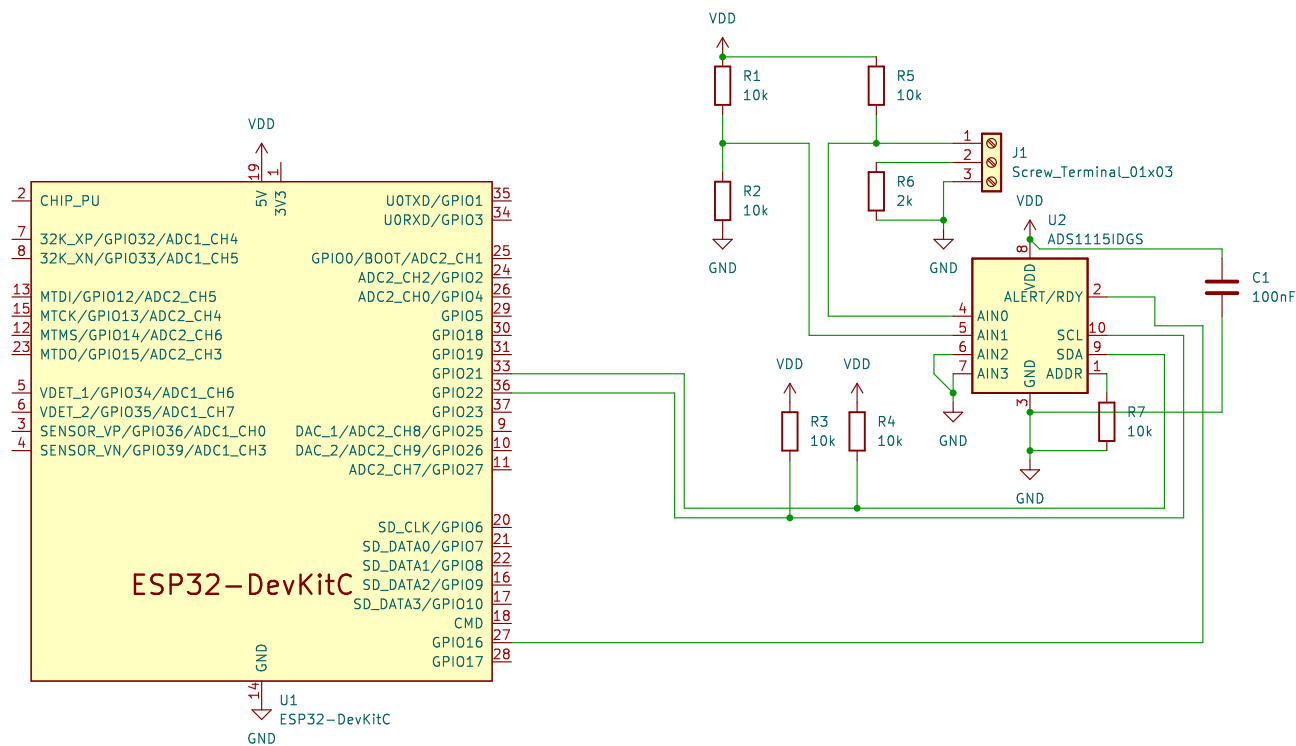 VDD
R1
10k
R5
10k
VDD
19
1
5V
3V3
1
2
3
J1
Screw_Terminal_01x03
R6
2k
R2
10k
GND
GND
VDD
U2
ADS1115IDGS
8
VDD
C1
100nF
2
CHIP_PU
7
32K_XP/GPIO32/ADC1_CH4
8
32K_XN/GPIO33/ADC1_CH5
13
MTDI/GPIO12/ADC2_CH5
15
MTCK/GPIO13/ADC2_CH4
12
MTMS/GPIO14/ADC2_CH6
23
MTDO/GPIO15/ADC2_CH3
5
VDET_1/GPIO34/ADC1_CH6
6
VDET_2/GPIO35/ADC1_CH7
3
SENSOR_VP/GPIO36/ADC1_CH0
4
SENSOR_VN/GPIO39/ADC1_CH3
U0TXD/GPIO1
35
U0RXD/GPIO3
34
GPIO0/BOOT/ADC2_CH1
25
ADC2_CH2/GPIO2
24
ADC2_CH0/GPIO4
26
GPIO5
29
GPIO18
30
GPIO19
31
GPIO21
33
GPIO22
36
GPIO23
37
DAC_1/ADC2_CH8/GPIO25
9
DAC_2/ADC2_CH9/GPIO26
10
ADC2_CH7/GPIO27
11
SD_CLK/GPIO6
20
SD_DATA0/GPIO7
21
SD_DATA1/GPIO8
22
SD_DATA2/GPIO9
16
SD_DATA3/GPIO10
17
CMD
18
GPIO16
27
GPIO17
28
ESP32-DevKitC
GND
14
U1
ESP32-DevKitC
GND
4
AIN0
5
AIN1
6
AIN2
7
AIN3
ALERT/RDY
2
SCL
10
SDA
9
ADDR
1
GND
3
VDD
R3
10k
VDD
R4
10k
GND
R7
10k
GND